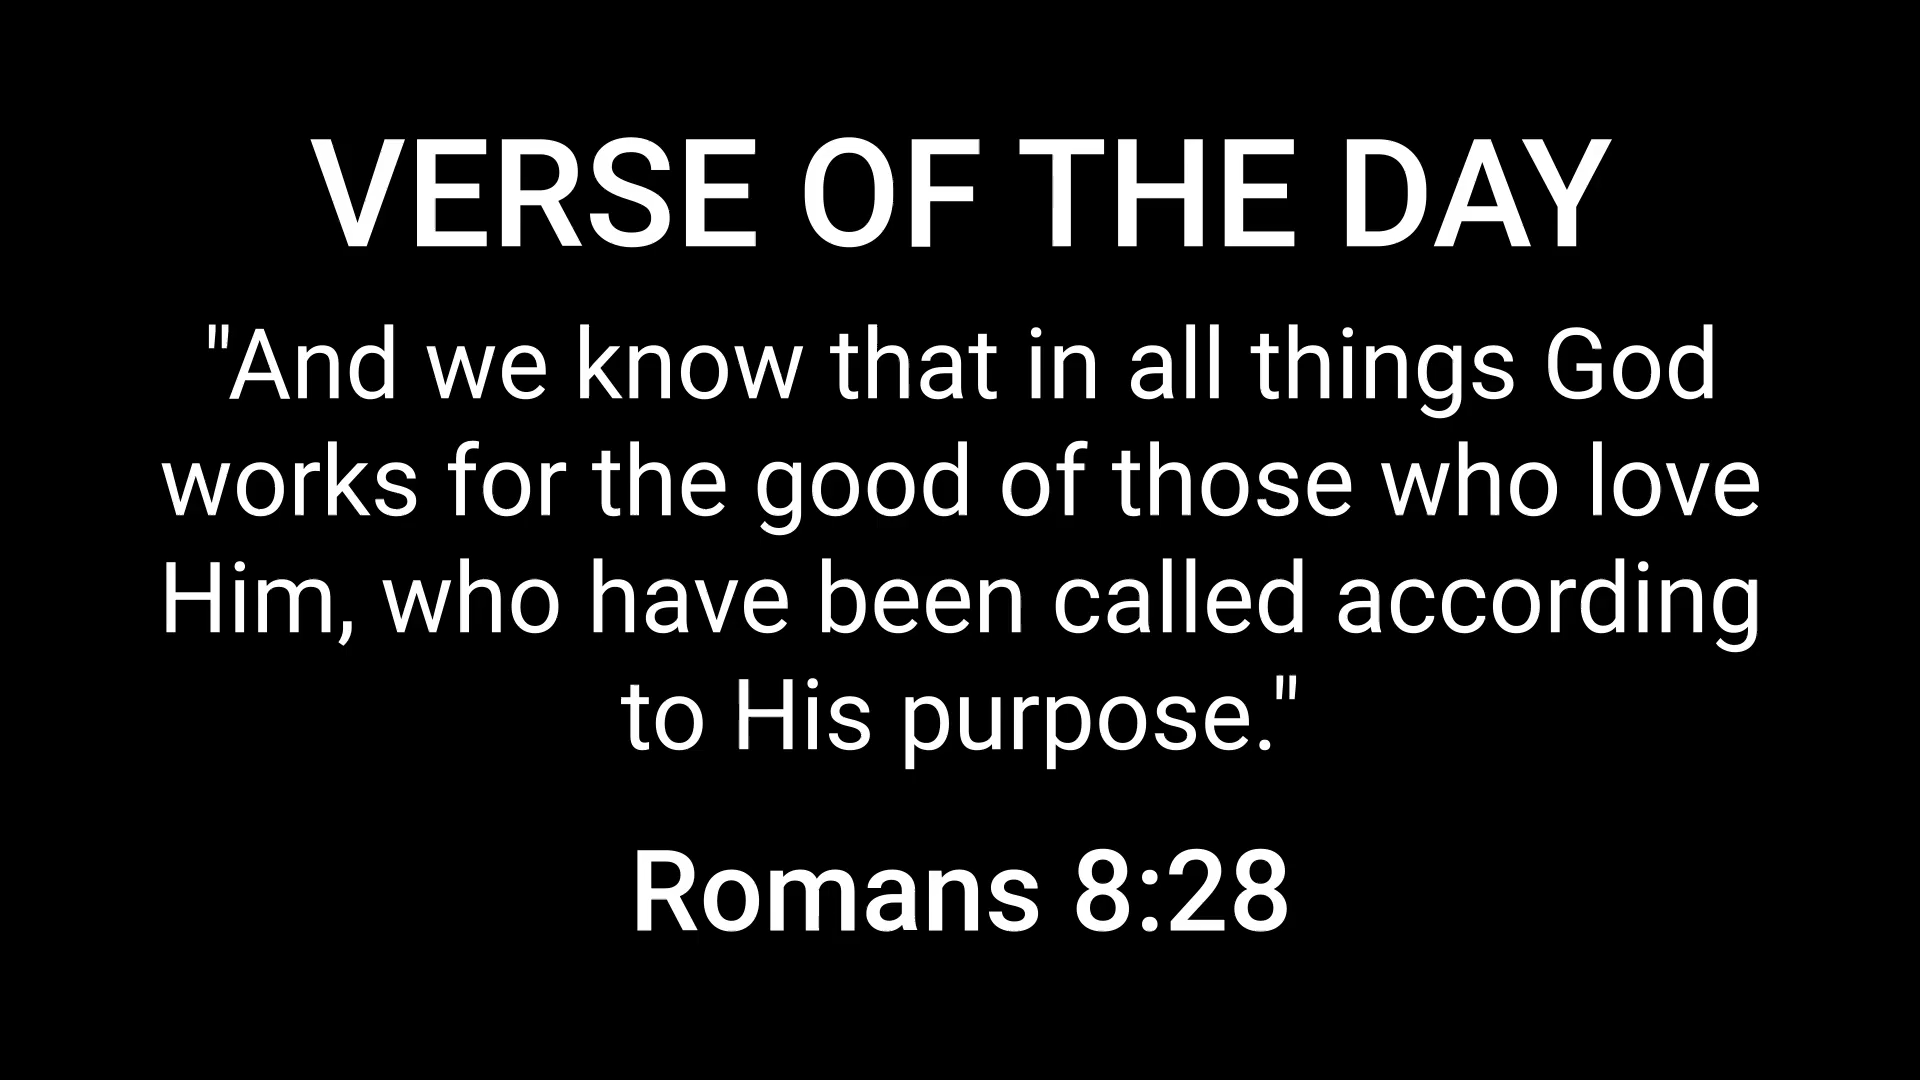 VERSE OF THE DAY
"And we know that in all things God
works for the good of those who love
Him, who have been called according
to His purpose."
Romans 8:28